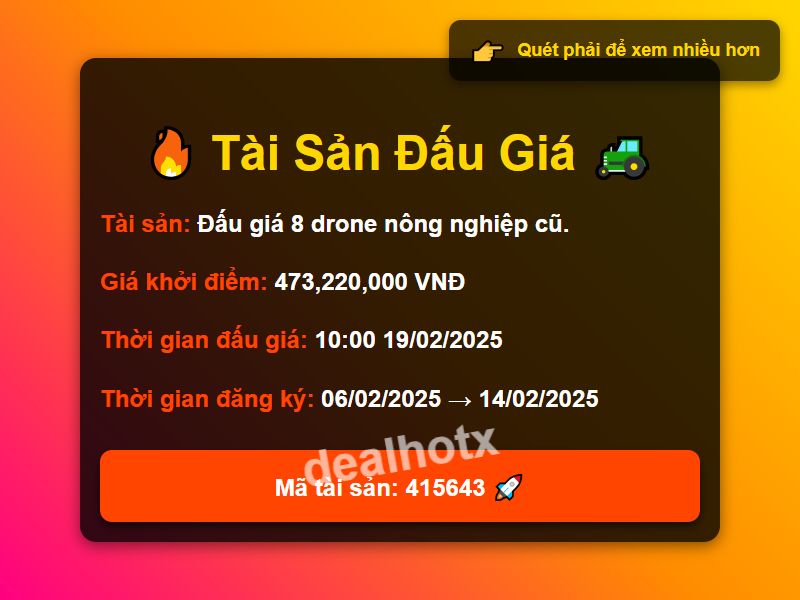 Quét phải để xem nhiều hơn
Tài Sản Đấu Giá
Tài sản: Đấu giá 8 drone nông nghiệp cũ.
Giá khởi điểm: 473,220,000 VNĐ
Thời gian đấu giá: 10:00 19/02/2025
Thời gian đăng ký: 06/02/2025 → 14/02/2025
dealhotx
Mã tài sản: 415643